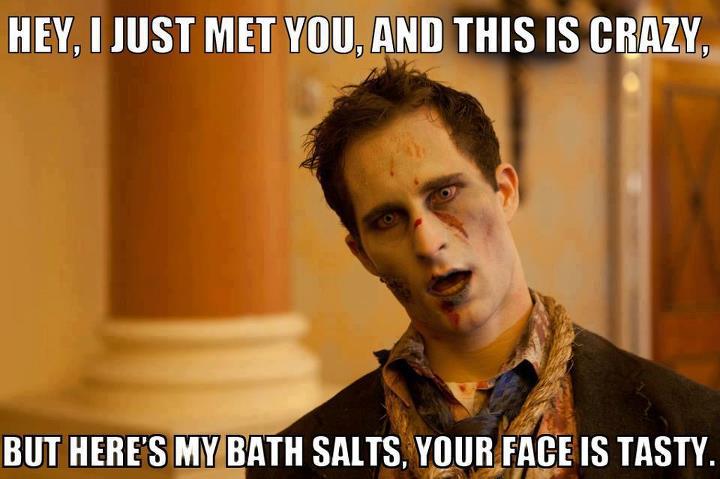 HEY, I JUST MET YOU, AND THIS IS CRAZY,
BUT HERE'S MY BATH SALTS, YOUR FACE IS TASTY.